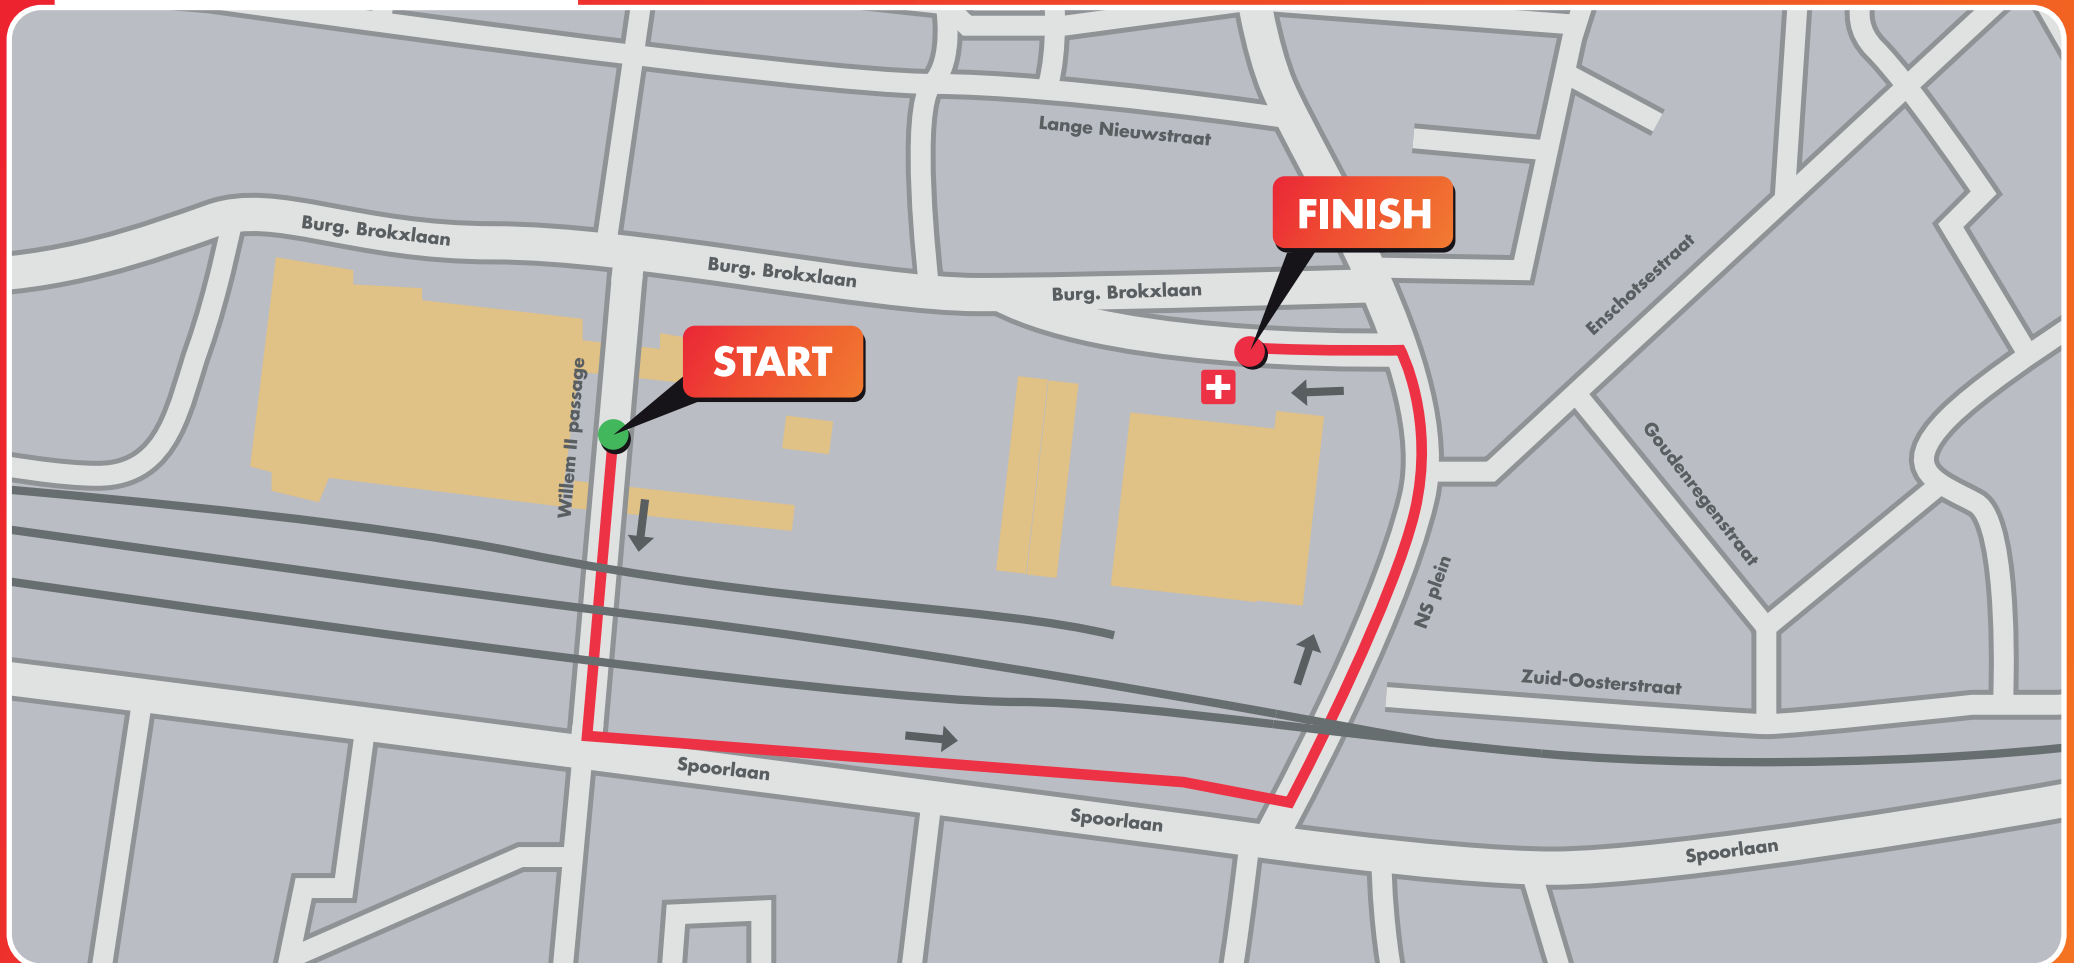 Lange Nieuwstraat
FINISH
Burg. Brokxlaan
Burg. Brokxlaan
Burg. Brokxlaan
Enschotsestraat
START
Willem II passage
Goudenregenstraat
NS plein
Zuid-Oosterstraat
Spoorlaan
Spoorlaan
Spoorlaan